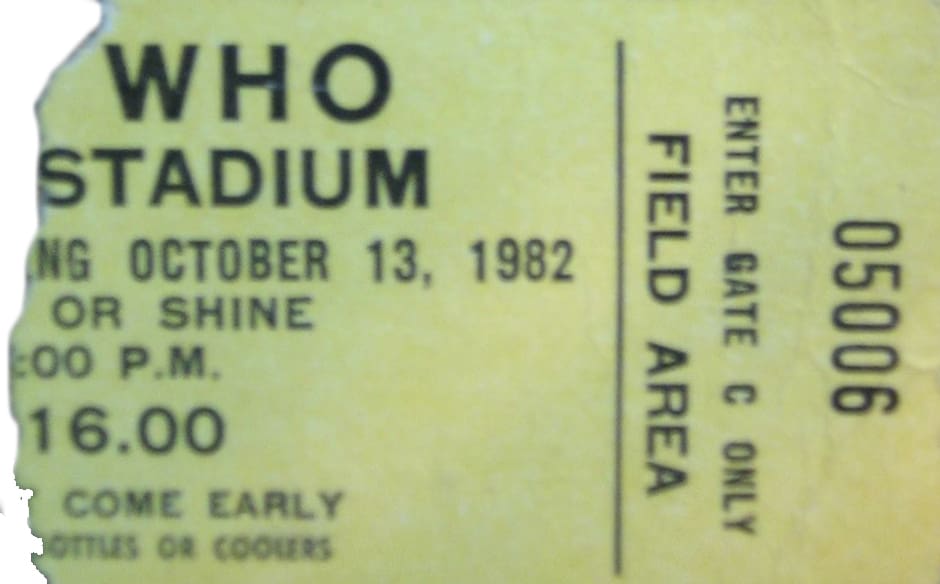 WHO
STADIUM
NG OCTOBER 13, 1982
OR SHINE
:00 P.M.
16.00
COME EARLY
OTTLES OR COOLERS
FIELD AREA
ENTER GATE C ONLY
05006